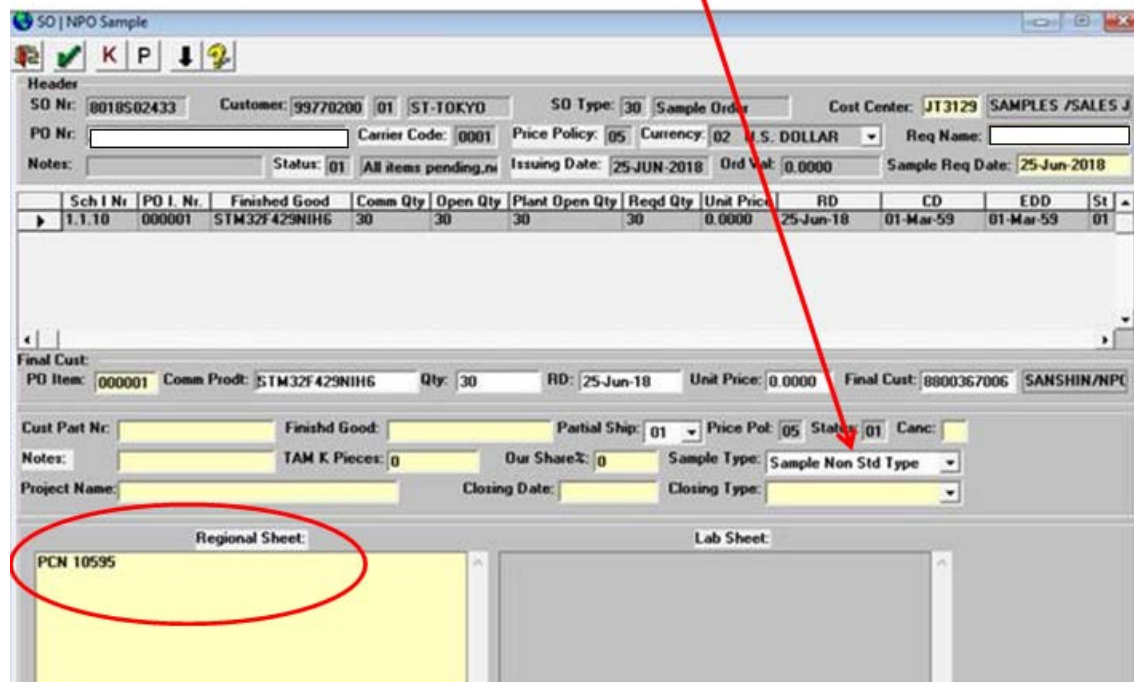 SO | NPO Sample
K P
Header
SO Nr: 8018S02433 Customer: 99770200 01 ST-TOKYO SO Type: 30 Sample Order Cost Center: JT3129 SAMPLES /SALES J
PO Nr: Carrier Code: 0001 Price Policy: 05 Currency: 02 U.S. DOLLAR Req Name:
Notes: Status: 01 All items pending,no Issuing Date: 25-JUN-2018 Ord Val: 0.0000 Sample Req Date: 25-Jun-2018
Sch I Nr PO I. Nr. Finished Good Comm Qty Open Qty Plant Open Qty Reqd Qty Unit Price RD CD EDD St
1.1.10 000001 STM32F429NIH6 30 30 30 30 0.0000 25-Jun-18 01-Mar-59 01-Mar-59 01
Final Cust:
PO Item: 000001 Comm Prodt: STM32F429NIH6 Qty: 30 RD: 25-Jun-18 Unit Price: 0.0000 Final Cust: 8800367006 SANSHIN/NPC
Cust Part Nr: Finishd Good: Partial Ship: 01 Price Pol: 05 Status: 01 Canc:
Notes: TAM K Pieces: 0 Our Share%: 0 Sample Type: Sample Non Std Type
Project Name: Closing Date: Closing Type:
Regional Sheet: Lab Sheet:
PCN 10595